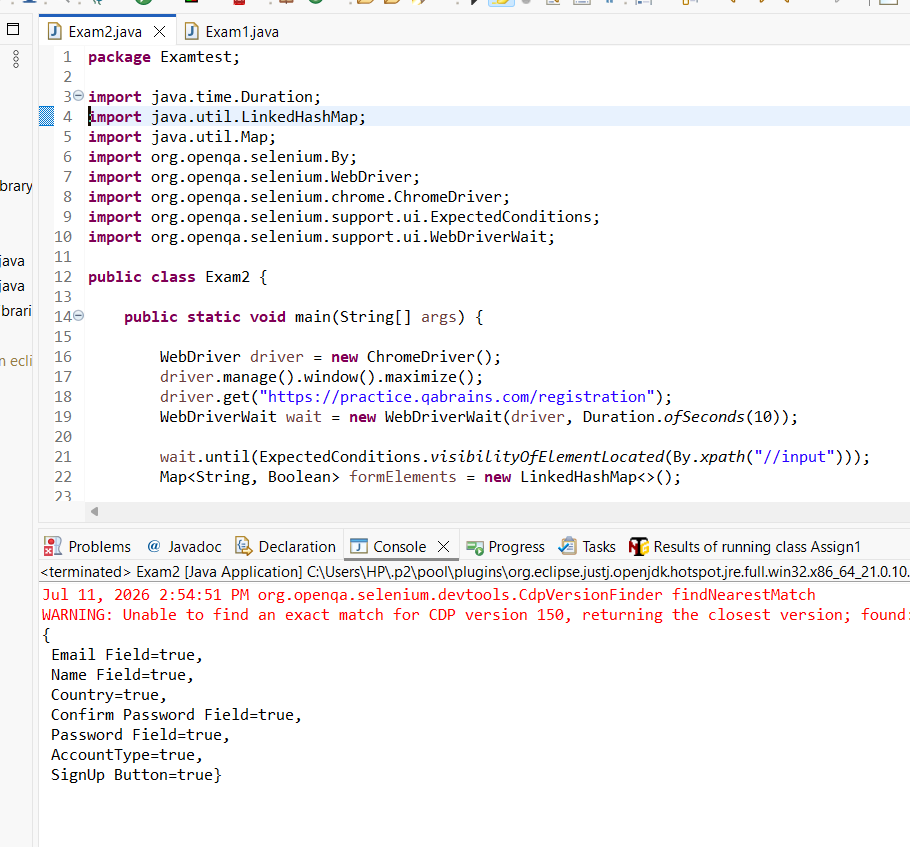 Exam2.java
Exam1.java
1 package Examtest;
2
3 import java.time.Duration;
4 import java.util.LinkedHashMap;
5 import java.util.Map;
6 import org.openqa.selenium.By;
7 import org.openqa.selenium.WebDriver;
8 import org.openqa.selenium.chrome.ChromeDriver;
9 import org.openqa.selenium.support.ui.ExpectedConditions;
10 import org.openqa.selenium.support.ui.WebDriverWait;
11
12 public class Exam2 {
13
14 public static void main(String[] args) {
15
16 WebDriver driver = new ChromeDriver();
17 driver.manage().window().maximize();
18 driver.get("https://practice.qabrains.com/registration");
19 WebDriverWait wait = new WebDriverWait(driver, Duration.ofSeconds(10));
20
21 wait.until(ExpectedConditions.visibilityOfElementLocated(By.xpath("//input")));
22 Map<String, Boolean> formElements = new LinkedHashMap<>();
23
brary
java
java
brari
n ecli
Problems @ Javadoc Declaration Console Progress Tasks Results of running class Assign1
<terminated> Exam2 [Java Application] C:\Users\HP\.p2\pool\plugins\org.eclipse.justj.openjdk.hotspot.jre.full.win32.x86_64_21.0.10.
Jul 11, 2026 2:54:51 PM org.openqa.selenium.devtools.CdpVersionFinder findNearestMatch
WARNING: Unable to find an exact match for CDP version 150, returning the closest version; found:
{
Email Field=true,
Name Field=true,
Country=true,
Confirm Password Field=true,
Password Field=true,
AccountType=true,
SignUp Button=true}